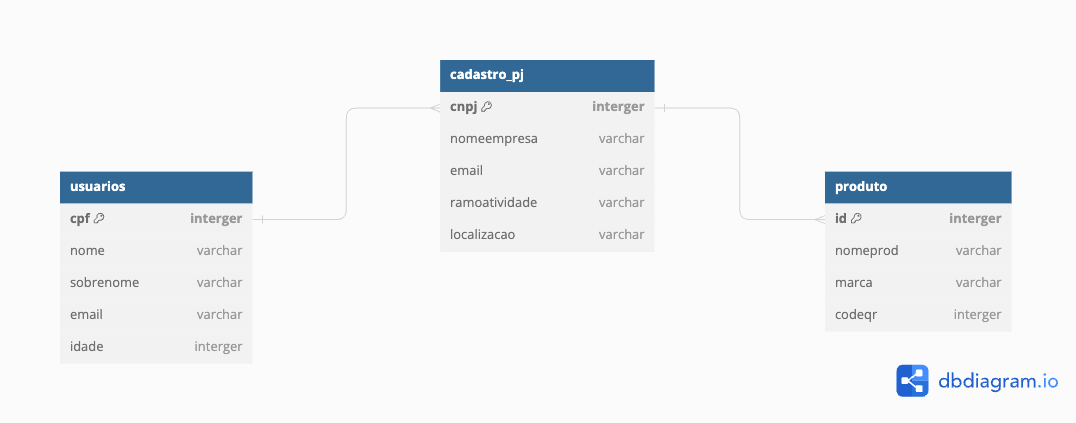 cadastro_pj
cnpj interger
nomeempresa varchar
email varchar
ramoatividade varchar
localizacao varchar
usuarios
cpf interger
nome varchar
sobrenome varchar
email varchar
idade interger
produto
id interger
nomeprod varchar
marca varchar
codeqr interger
dbdiagram.io